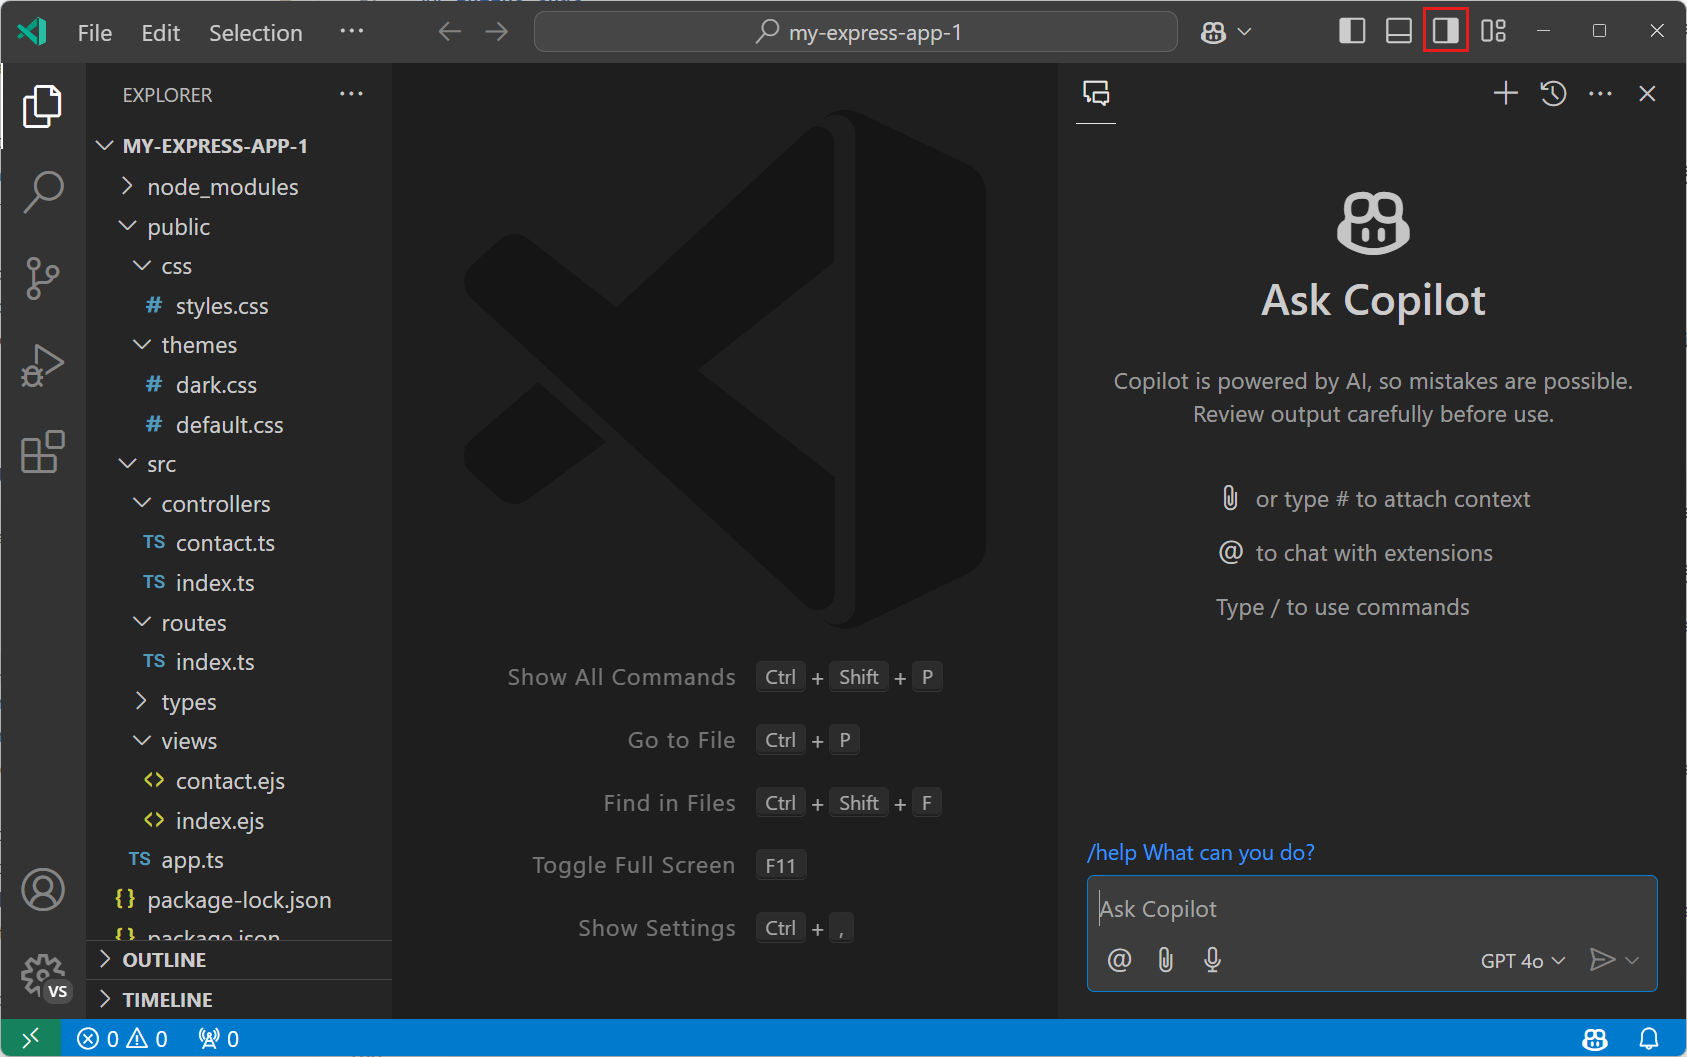 File Edit Selection ···
my-express-app-1
EXPLORER ···
MY-EXPRESS-APP-1
node_modules
public
css
# styles.css
themes
# dark.css
# default.css
src
controllers
TS contact.ts
TS index.ts
routes
TS index.ts
types
views
<> contact.ejs
<> index.ejs
TS app.ts
{} package-lock.json
{} package.json
OUTLINE
TIMELINE
VS
Show All Commands Ctrl + Shift + P
Go to File Ctrl + P
Find in Files Ctrl + Shift + F
Toggle Full Screen F11
Show Settings Ctrl + ,
Ask Copilot
Copilot is powered by AI, so mistakes are possible.
Review output carefully before use.
or type # to attach context
@ to chat with extensions
Type / to use commands
/help What can you do?
Ask Copilot
@ GPT 4o
0 0 0